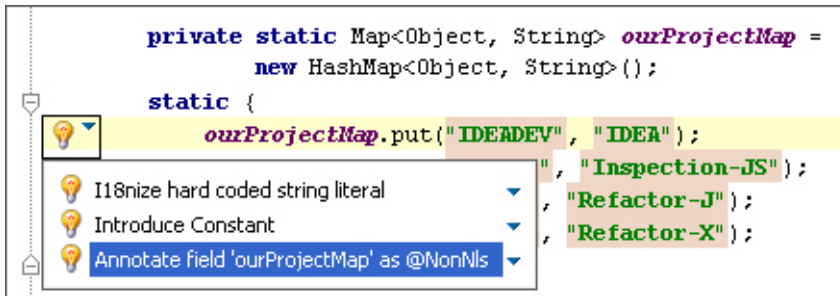 private static Map<Object, String> ourProjectMap =
new HashMap<Object, String>();
static {
ourProjectMap.put("IDEADEV", "IDEA");
", "Inspection-JS");
I18nize hard coded string literal
, "Refactor-J");
Introduce Constant
, "Refactor-X");
Annotate field 'ourProjectMap' as @NonNls